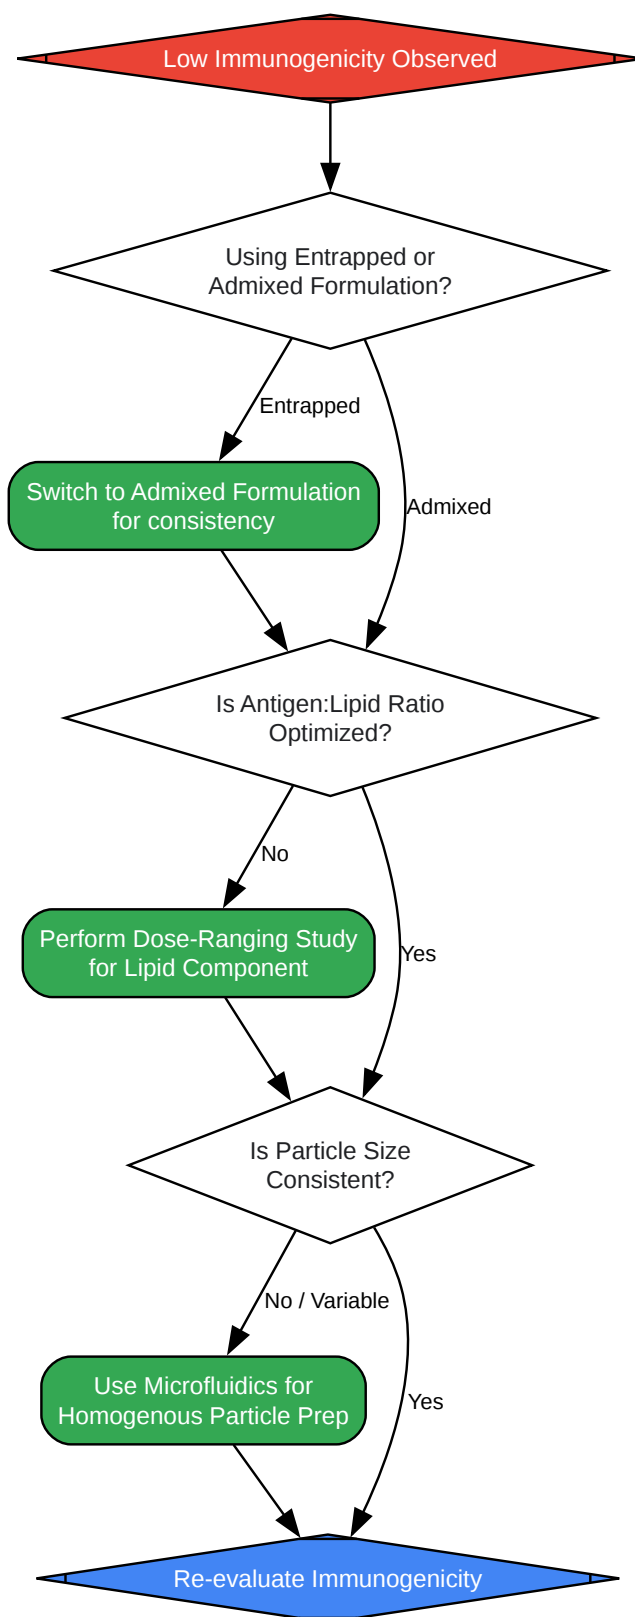 Low Immunogenicity Observed
Using Entrapped or
Admixed Formulation?
Entrapped
Switch to Admixed Formulation
for consistency
Admixed
Is Antigen:Lipid Ratio
Optimized?
No
Perform Dose-Ranging Study
for Lipid Component
Yes
Is Particle Size
Consistent?
No / Variable
Use Microfluidics for
Homogenous Particle Prep
Yes
Re-evaluate Immunogenicity